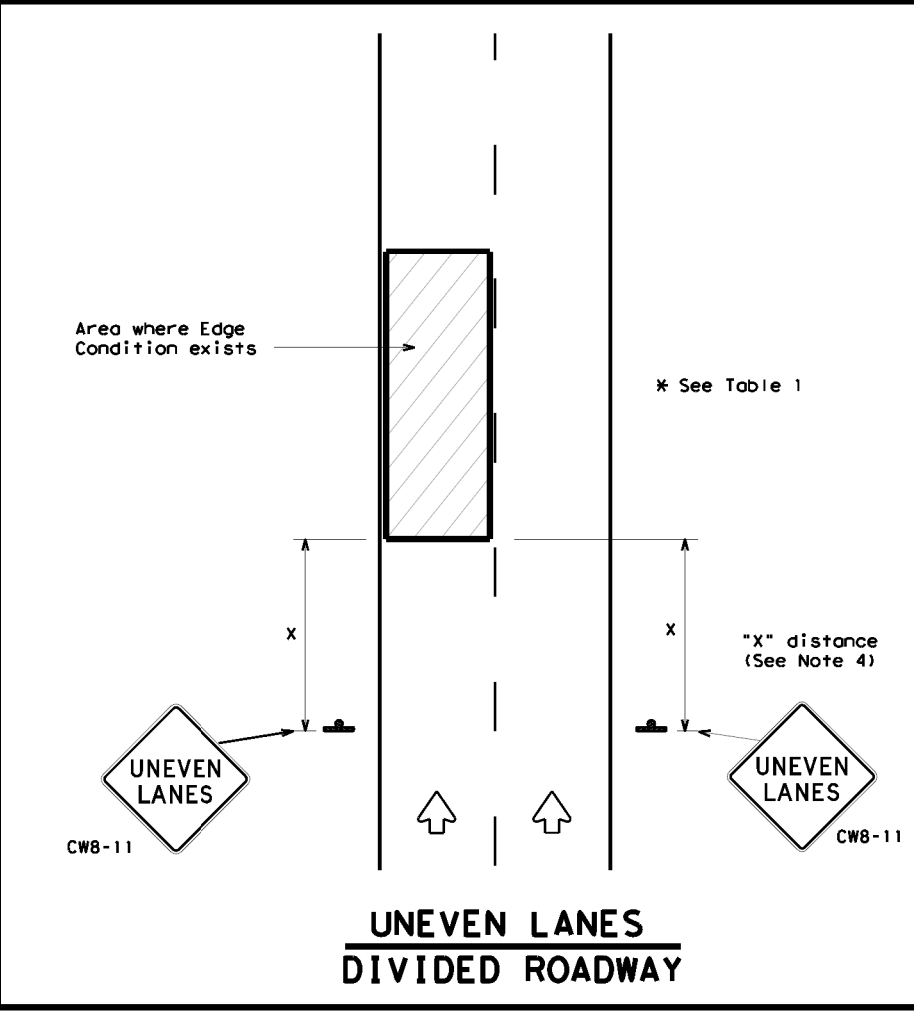 Area where Edge
Condition exists
* See Table 1
X
X
"X" distance
(See Note 4)
UNEVEN
LANES
CW8-11
UNEVEN
LANES
CW8-11
UNEVEN LANES
DIVIDED ROADWAY